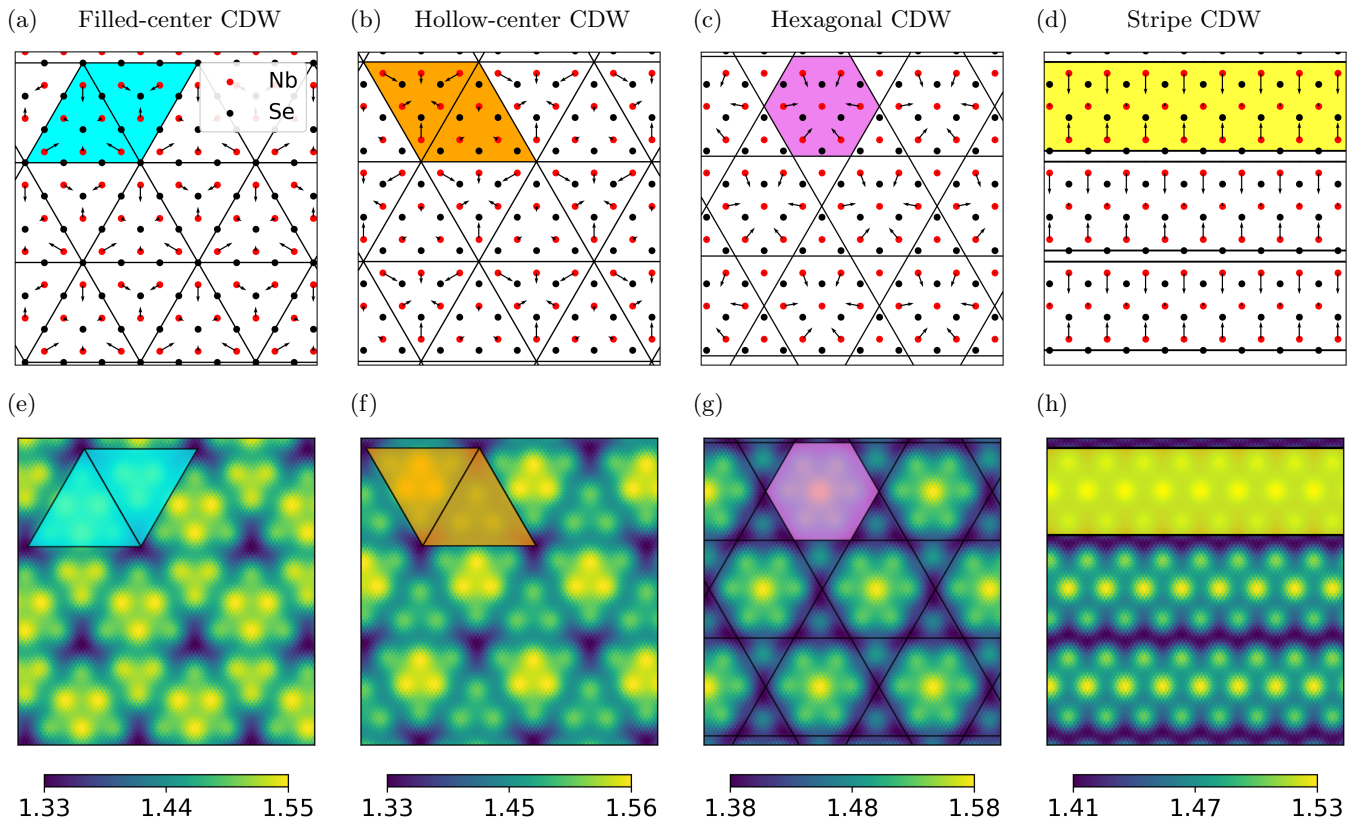 (a) Filled-center CDW
(b) Hollow-center CDW
(c) Hexagonal CDW
(d) Stripe CDW
Nb
Se
(e)
(f)
(g)
(h)
1.33 1.44 1.55
1.33 1.45 1.56
1.38 1.48 1.58
1.41 1.47 1.53